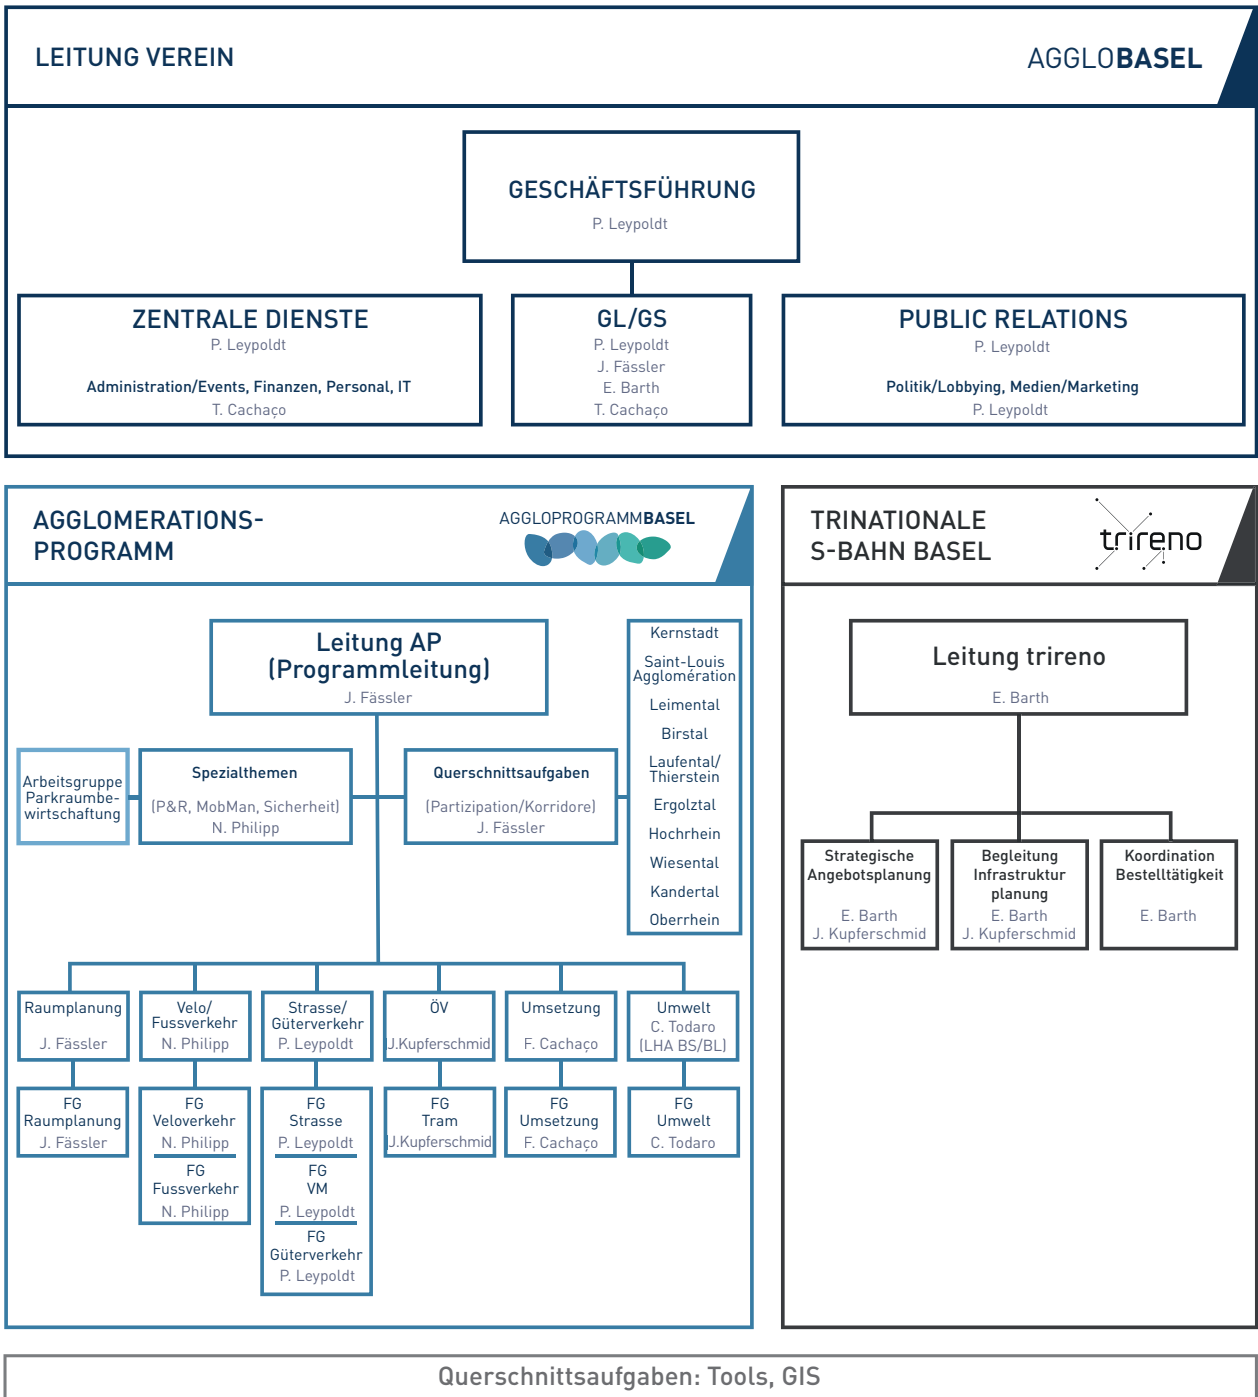 LEITUNG VEREIN
AGGLOBASEL
GESCHÄFTSFÜHRUNG
P. Leypoldt
ZENTRALE DIENSTE
P. Leypoldt
Administration/Events, Finanzen, Personal, IT
T. Cachaço
GL/GS
P. Leypoldt
J. Fässler
E. Barth
T. Cachaço
PUBLIC RELATIONS
P. Leypoldt
Politik/Lobbying, Medien/Marketing
P. Leypoldt
AGGLOMERATIONS-
PROGRAMM
AGGLOPROGRAMMBASEL
Leitung AP
(Programmleitung)
J. Fässler
Arbeitsgruppe
Parkraumbe-
wirtschaftung
Spezialthemen
(P&R, MobMan, Sicherheit)
N. Philipp
Querschnittsaufgaben
(Partizipation/Korridore)
J. Fässler
Kernstadt
Saint-Louis
Agglomération
Leimental
Birstal
Laufental/
Thierstein
Ergolztal
Hochrhein
Wiesental
Kandertal
Oberrhein
Raumplanung
J. Fässler
Velo/
Fussverkehr
N. Philipp
Strasse/
Güterverkehr
P. Leypoldt
ÖV
J.Kupferschmid
Umsetzung
F. Cachaço
Umwelt
C. Todaro
(LHA BS/BL)
FG
Raumplanung
J. Fässler
FG
Veloverkehr
N. Philipp
FG
Fussverkehr
N. Philipp
FG
Strasse
P. Leypoldt
FG
VM
P. Leypoldt
FG
Güterverkehr
P. Leypoldt
FG
Tram
J.Kupferschmid
FG
Umsetzung
F. Cachaço
FG
Umwelt
C. Todaro
TRINATIONALE
S-BAHN BASEL
trireno
Leitung trireno
E. Barth
Strategische
Angebotsplanung
E. Barth
J. Kupferschmid
Begleitung
Infrastruktur
planung
E. Barth
J. Kupferschmid
Koordination
Bestelltätigkeit
E. Barth
Querschnittsaufgaben: Tools, GIS